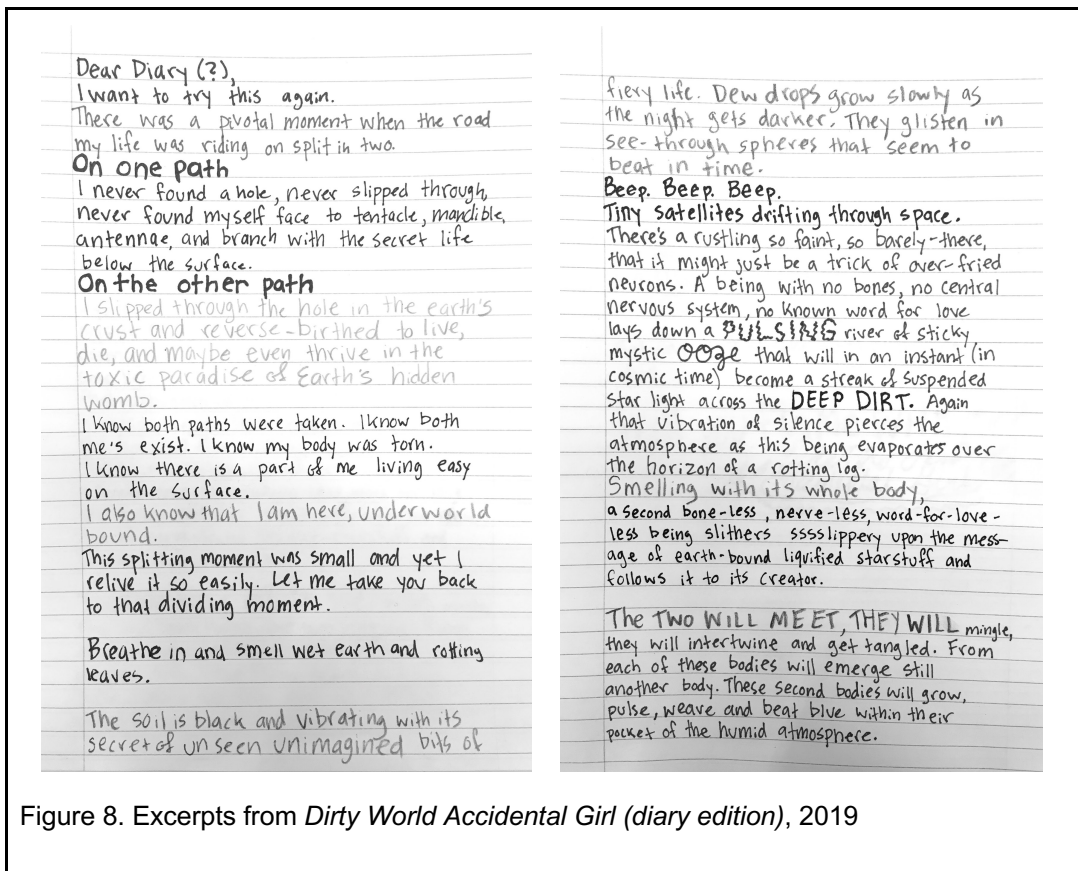 Dear Diary (?),
I want to try this again.
There was a pivotal moment when the road
my life was riding on split in two.
On one path
I never found a hole, never slipped through,
never found myself face to tentacle, mandible,
antennae, and branch with the secret life
below the surface.
On the other path
I slipped through the hole in the earth's
crust and reverse-birthed to live,
die, and maybe even thrive in the
toxic paradise of Earth's hidden
womb.
I know both paths were taken. I know both
me's exist. I know my body was torn.
I know there is a part of me living easy
on the surface.
I also know that I am here, underworld
bound.
This splitting moment was small and yet I
relive it so easily. Let me take you back
to that dividing moment.
Breathe in and smell wet earth and rotting
leaves.
The soil is black and vibrating with its
secret of unseen unimagined bits of
fiery life. Dew drops grow slowly as
the night gets darker. They glisten in
see-through spheres that seem to
beat in time.
Beep. Beep. Beep.
Tiny satellites drifting through space.
There's a rustling so faint, so barely-there,
that it might just be a trick of over-fried
neurons. A being with no bones, no central
nervous system, no known word for love
lays down a PULSING river of sticky
mystic OOZe that will in an instant (in
cosmic time) become a streak of suspended
star light across the DEEP DIRT. Again
that vibration of silence pierces the
atmosphere as this being evaporates over
the horizon of a rotting log.
Smelling with its whole body,
a second bone-less, nerve-less, word-for-love-
less being slithers sssslippery upon the mess-
age of earth-bound liquified starstuff and
follows it to its creator.
The TWO WILL MEET, THEY WILL mingle,
they will intertwine and get tangled. From
each of these bodies will emerge still
another body. These second bodies will grow,
pulse, weave and beat blue within their
pocket of the humid atmosphere.
Figure 8. Excerpts from Dirty World Accidental Girl (diary edition), 2019